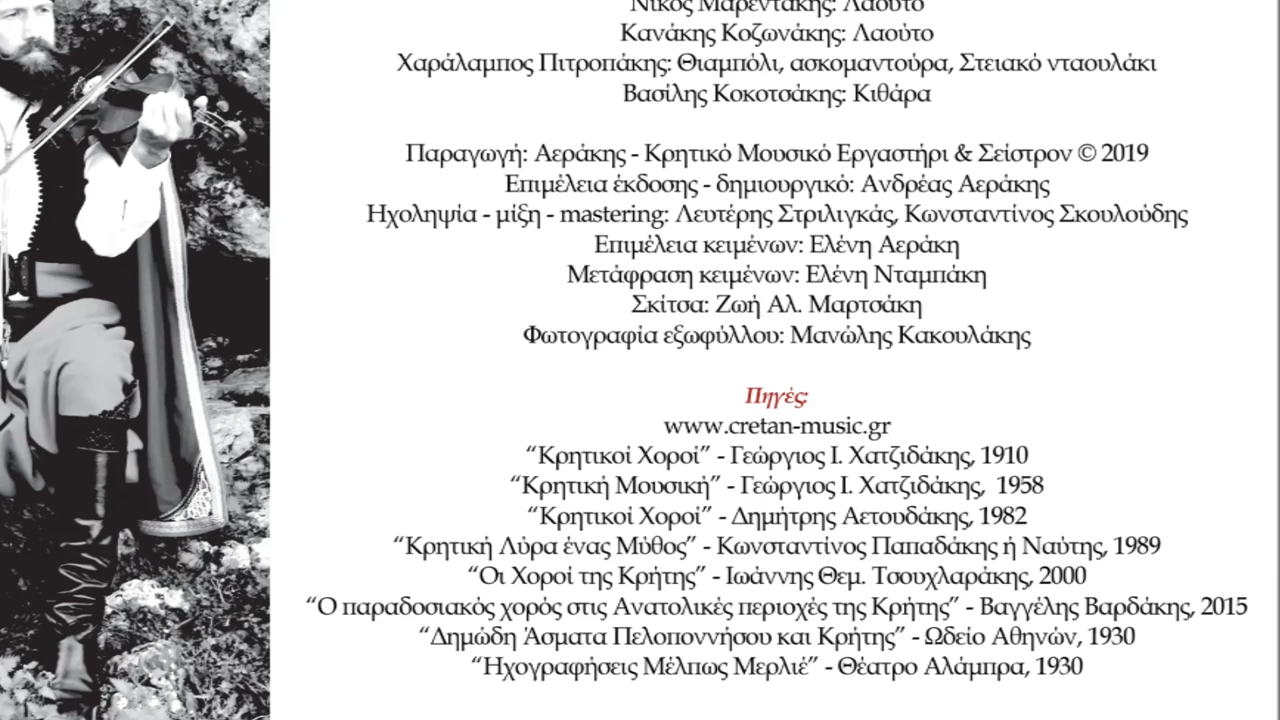 Νίκος Μαρεντάκης: Λαούτο
Κανάκης Κοζωνάκης: Λαούτο
Χαράλαμπος Πιτροπάκης: Θιαμπόλι, ασκομαντούρα, Στειακό νταουλάκι
Βασίλης Κοκοτσάκης: Κιθάρα
Παραγωγή: Αεράκης - Κρητικό Μουσικό Εργαστήρι & Σείστρον © 2019
Επιμέλεια έκδοσης - δημιουργικό: Ανδρέας Αεράκης
Ηχοληψία - μίξη - mastering: Λευτέρης Στριλιγκάς, Κωνσταντίνος Σκουλούδης
Επιμέλεια κειμένων: Ελένη Αεράκη
Μετάφραση κειμένων: Ελένη Νταμπάκη
Σκίτσα: Ζωή Αλ. Μαρτσάκη
Φωτογραφία εξωφύλλου: Μανώλης Κακουλάκης
Πηγές:
www.cretan-music.gr
“Κρητικοί Χοροί” - Γεώργιος Ι. Χατζιδάκης, 1910
“Κρητική Μουσική” - Γεώργιος Ι. Χατζιδάκης, 1958
“Κρητικοί Χοροί” - Δημήτρης Αετουδάκης, 1982
“Κρητική Λύρα ένας Μύθος” - Κωνσταντίνος Παπαδάκης ή Ναύτης, 1989
“Οι Χοροί της Κρήτης” - Ιωάννης Θεμ. Τσουχλαράκης, 2000
“Ο παραδοσιακός χορός στις Ανατολικές περιοχές της Κρήτης” - Βαγγέλης Βαρδάκης, 2015
“Δημώδη Άσματα Πελοποννήσου και Κρήτης” - Ωδείο Αθηνών, 1930
“Ηχογραφήσεις Μέλπως Μερλιέ” - Θέατρο Αλάμπρα, 1930